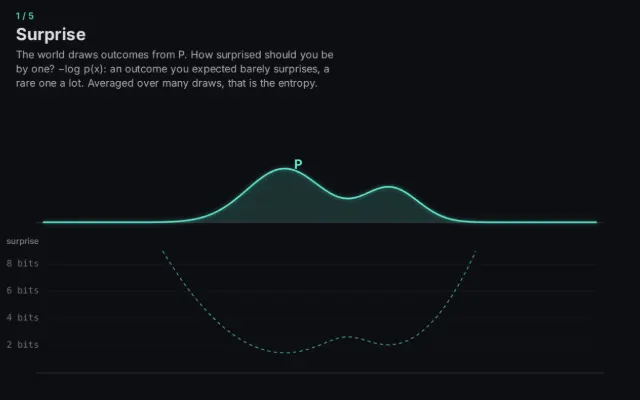 1 / 5
Surprise
The world draws outcomes from P. How surprised should you be
by one? −log p(x): an outcome you expected barely surprises, a
rare one a lot. Averaged over many draws, that is the entropy.
P
surprise
8 bits
6 bits
4 bits
2 bits